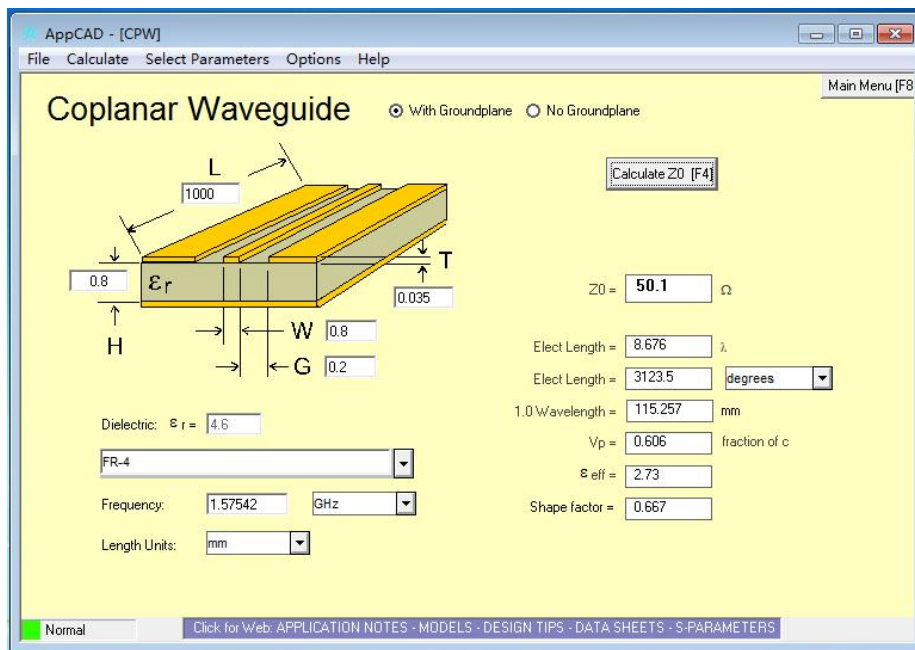 AppCAD - [CPW]
File Calculate Select Parameters Options Help
Main Menu [F8
Coplanar Waveguide
With Groundplane No Groundplane
Calculate Z0 [F4]
L
1000
0.8
H
εr
T
0.035
W 0.8
G 0.2
Z0 = 50.1 Ω
Elect Length = 8.676 λ
Elect Length = 3123.5 degrees
1.0 Wavelength = 115.257 mm
Vp = 0.606 fraction of c
ε eff = 2.73
Shape factor = 0.667
Dielectric: ε r = 4.6
FR-4
Frequency: 1.57542 GHz
Length Units: mm
Normal
Click for Web: APPLICATION NOTES - MODELS - DESIGN TIPS - DATA SHEETS - S-PARAMETERS